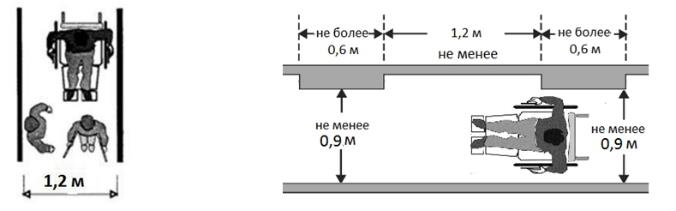 1,2 м
не более
0,6 м
1,2 м
не менее
не более
0,6 м
не менее
0,9 м
не менее
0,9 м